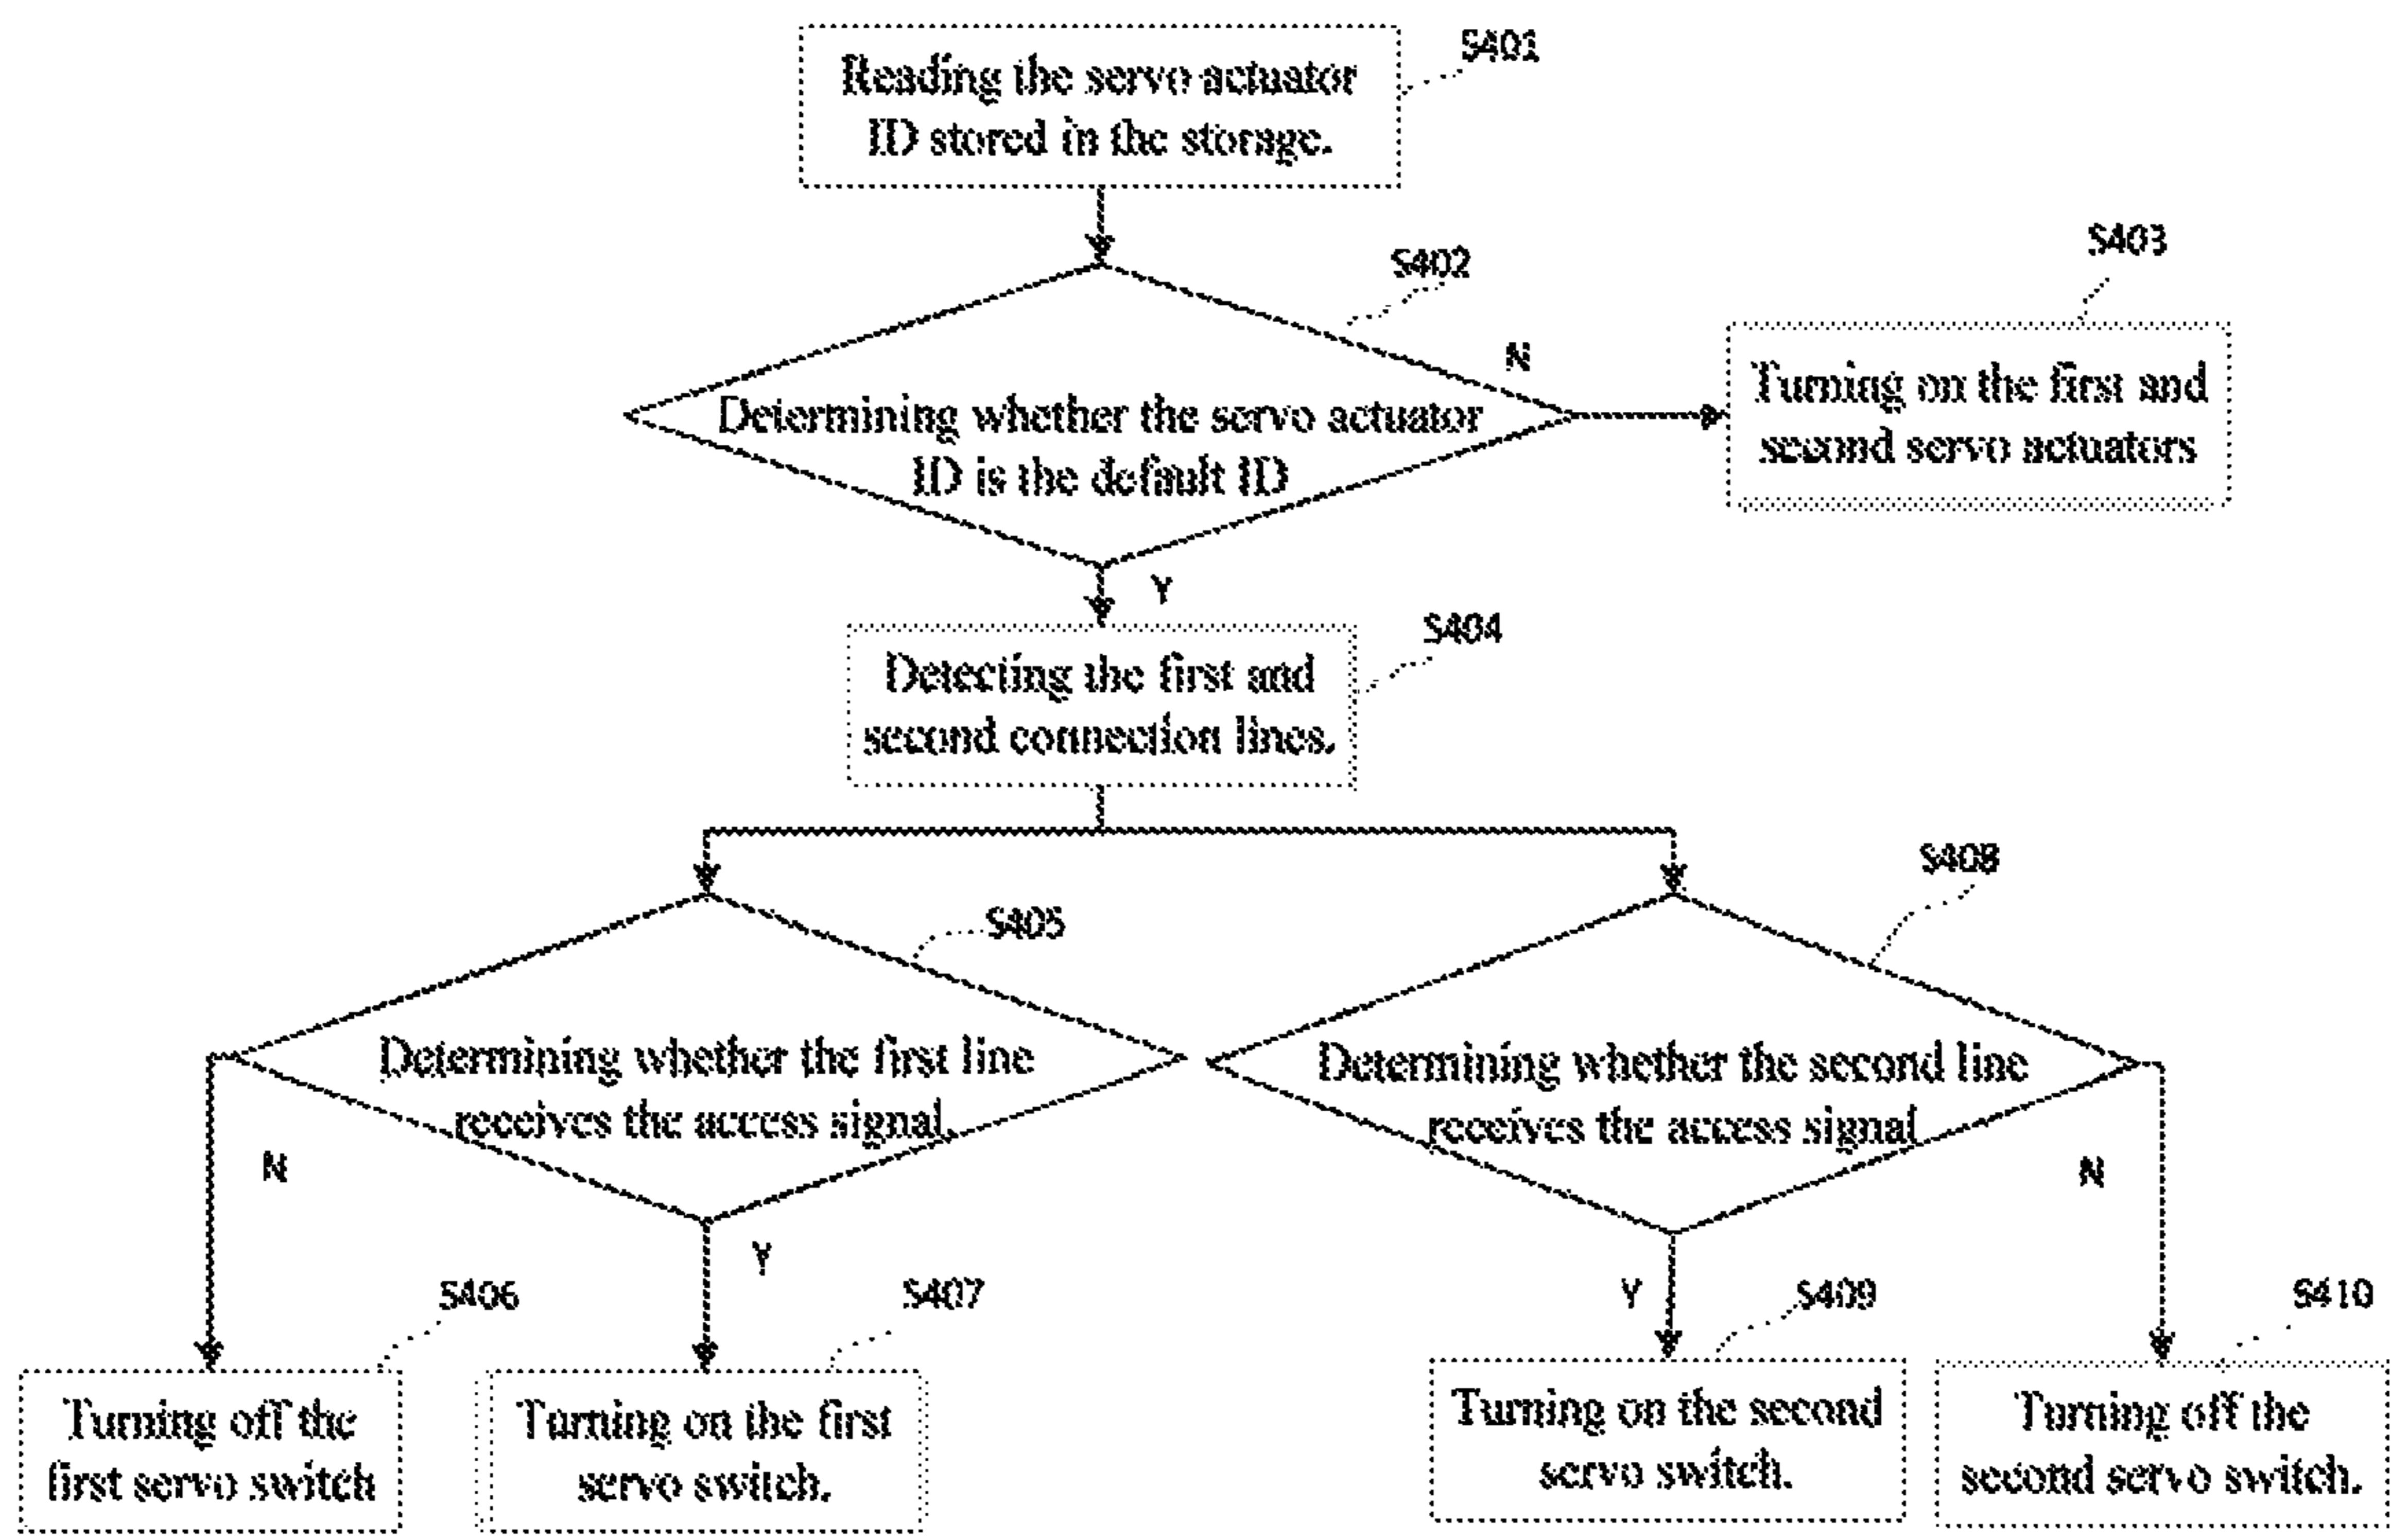 S401
Reading the servo actuator
ID stored in the storage.
S402
S403
N
Turning on the first and
second servo actuators
Determining whether the servo actuator
ID is the default ID
Y
S404
Detecting the first and
second connection lines.
S405
S408
Determining whether the first line
receives the access signal.
Determining whether the second line
receives the access signal
N
Y
Y
N
S406
S407
S409
S410
Turning off the
first servo switch
Turning on the first
servo switch.
Turning on the second
servo switch.
Turning off the
second servo switch.